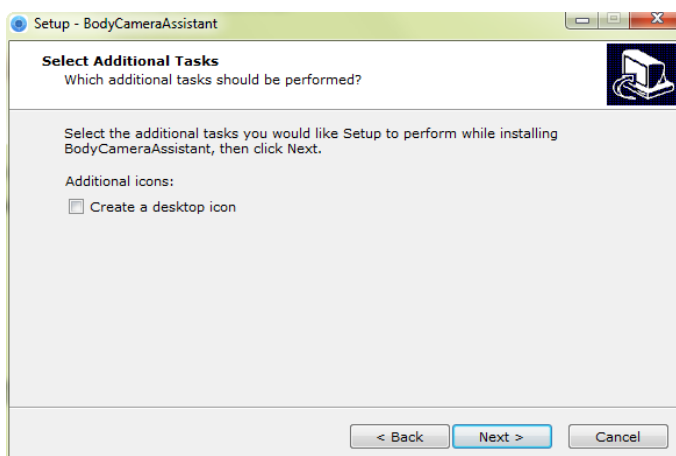 Setup - BodyCameraAssistant
Select Additional Tasks
Which additional tasks should be performed?
Select the additional tasks you would like Setup to perform while installing
BodyCameraAssistant, then click Next.
Additional icons:
Create a desktop icon
< Back
Next >
Cancel